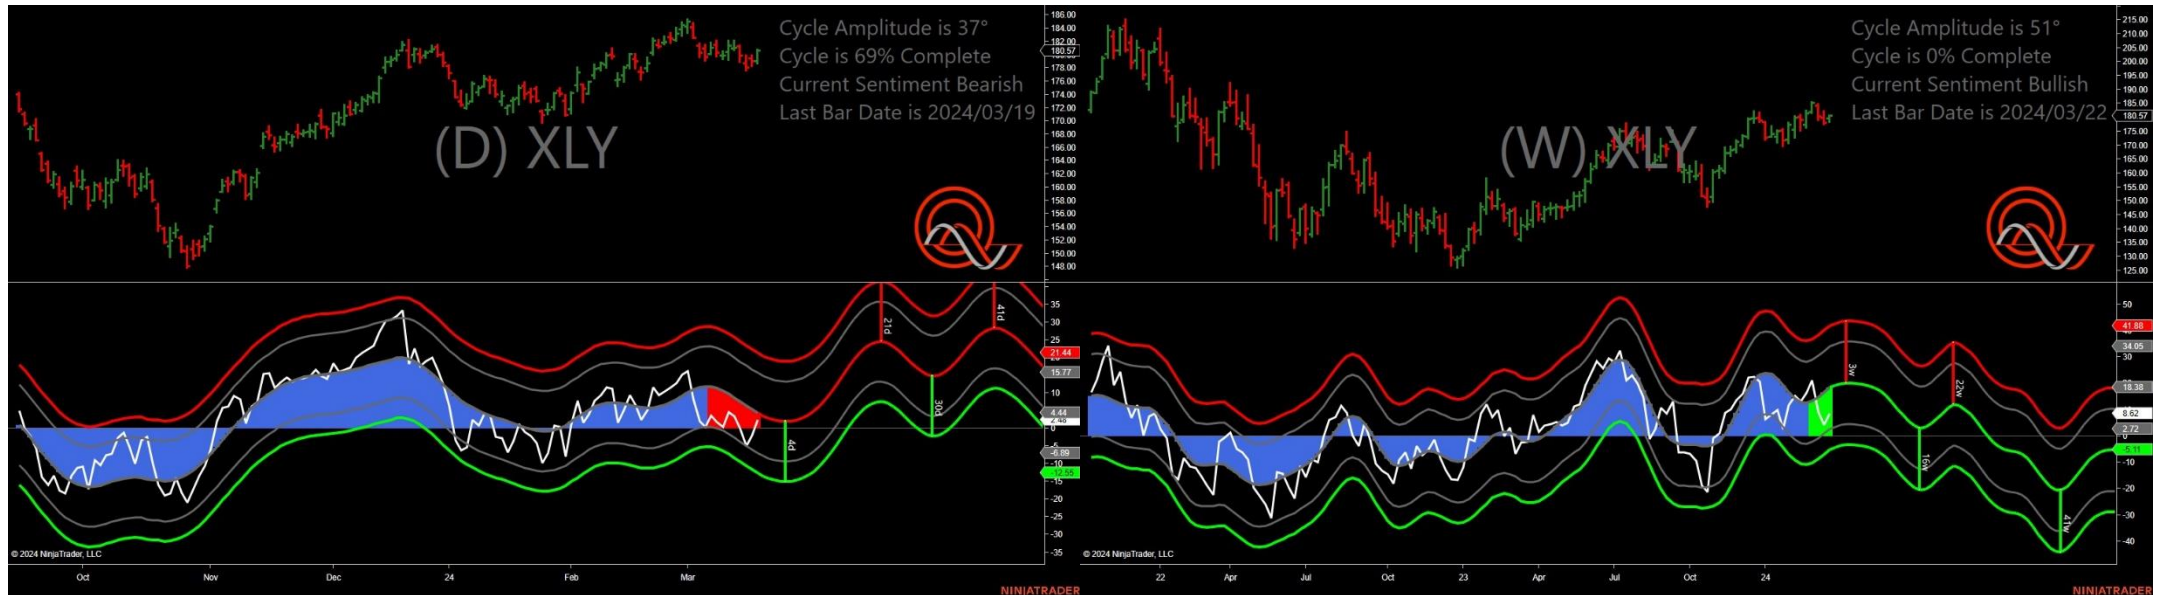 Cycle Amplitude is 37°
Cycle is 69% Complete
Current Sentiment Bearish
Last Bar Date is 2024/03/19
(D) XLY
186.00
184.00
182.00
180.57
178.00
176.00
174.00
172.00
170.00
168.00
166.00
164.00
162.00
160.00
158.00
156.00
154.00
152.00
150.00
148.00
21d
41d
30d
4d
35
30
25
21.44
15.77
10
4.44
2.48
0
-5
-6.89
-10
-12.55
-15
-20
-25
-30
-35
© 2024 NinjaTrader, LLC
Oct Nov Dec 24 Feb Mar
NINJATRADER
Cycle Amplitude is 51°
Cycle is 0% Complete
Current Sentiment Bullish
Last Bar Date is 2024/03/22
(W) XLY
215.00
210.00
205.00
200.00
195.00
190.00
185.00
180.57
175.00
170.00
165.00
160.00
155.00
150.00
145.00
140.00
135.00
130.00
125.00
3w
22w
16w
41w
50
41.88
34.05
30
18.38
8.62
2.72
0
-5.11
-10
-20
-30
-40
© 2024 NinjaTrader, LLC
22 Apr Jul Oct 23 Apr Jul Oct 24
NINJATRADER